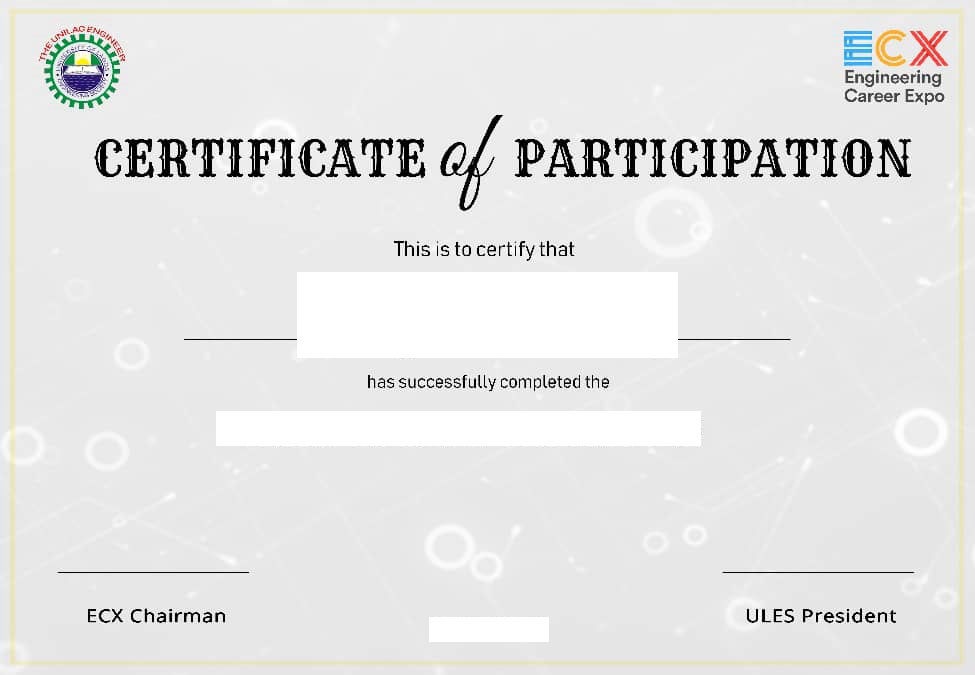 THE UNILAG ENGINEER
ECX
Engineering
Career Expo
CERTIFICATE of PARTICIPATION
This is to certify that
has successfully completed the
ECX Chairman
ULES President